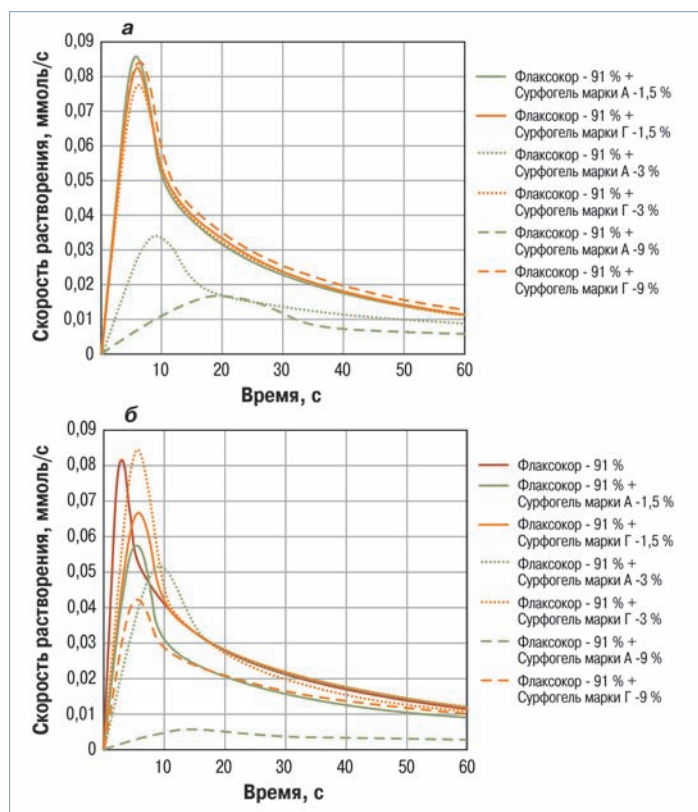 а
Скорость растворения, ммоль/с
0,09
0,08
0,07
0,06
0,05
0,04
0,03
0,02
0,01
0
10
20
30
40
50
60
Время, с
Флаксокор - 91 % +
Сурфогель марки А -1,5 %
Флаксокор - 91 % +
Сурфогель марки Г -1,5 %
Флаксокор - 91 % +
Сурфогель марки А -3 %
Флаксокор - 91 % +
Сурфогель марки Г -3 %
Флаксокор - 91 % +
Сурфогель марки А -9 %
Флаксокор - 91 % +
Сурфогель марки Г -9 %
б
Скорость растворения, ммоль/с
0,09
0,08
0,07
0,06
0,05
0,04
0,03
0,02
0,01
0
10
20
30
40
50
60
Время, с
Флаксокор - 91 %
Флаксокор - 91 % +
Сурфогель марки А -1,5 %
Флаксокор - 91 % +
Сурфогель марки Г -1,5 %
Флаксокор - 91 % +
Сурфогель марки А -3 %
Флаксокор - 91 % +
Сурфогель марки Г -3 %
Флаксокор - 91 % +
Сурфогель марки А -9 %
Флаксокор - 91 % +
Сурфогель марки Г -9 %